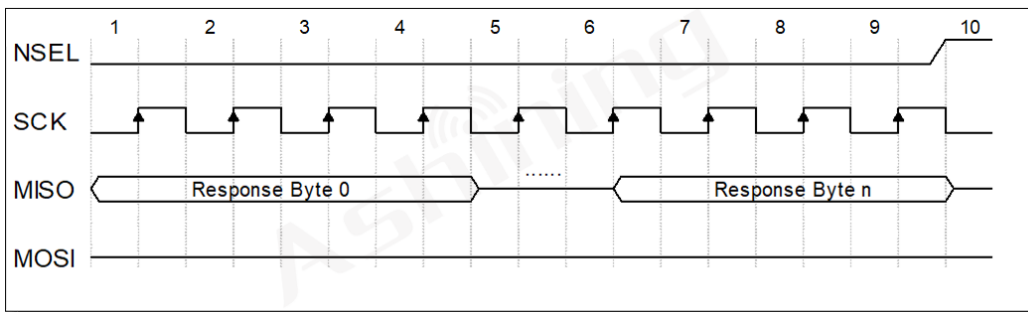 1 2 3 4 5 6 7 8 9 10
NSEL
SCK
MISO Response Byte 0 ...... Response Byte n
MOSI
Ashining